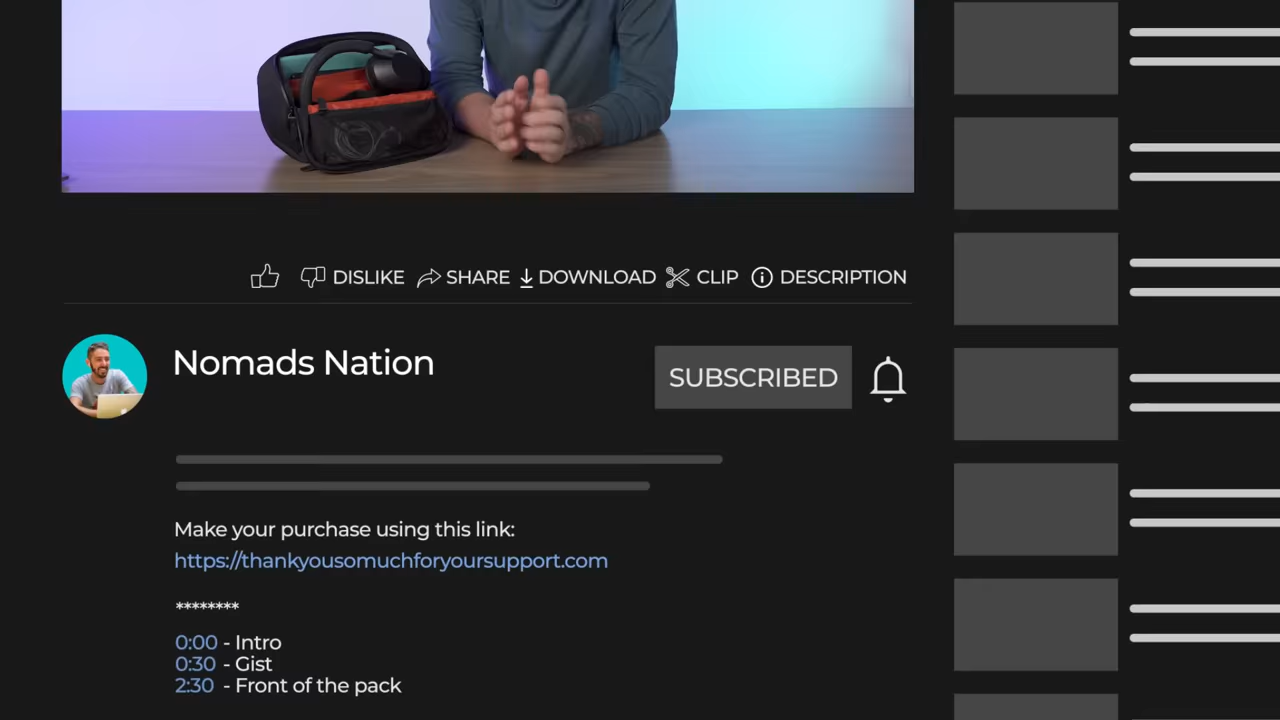 DISLIKE SHARE DOWNLOAD CLIP DESCRIPTION
Nomads Nation
SUBSCRIBED
Make your purchase using this link:
https://thankyousomuchforyoursupport.com
********
0:00 - Intro
0:30 - Gist
2:30 - Front of the pack